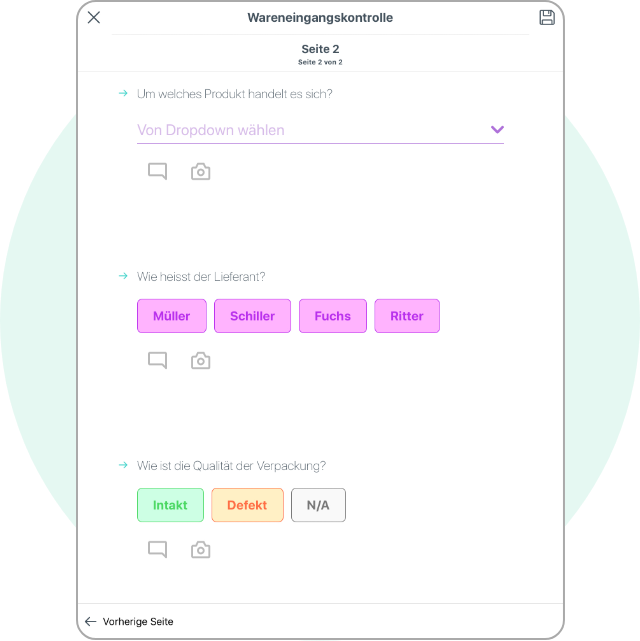 Wareneingangskontrolle
Seite 2
Seite 2 von 2
Um welches Produkt handelt es sich?
Von Dropdown wählen
Wie heisst der Lieferant?
Müller Schiller Fuchs Ritter
Wie ist die Qualität der Verpackung?
Intakt Defekt N/A
Vorherige Seite